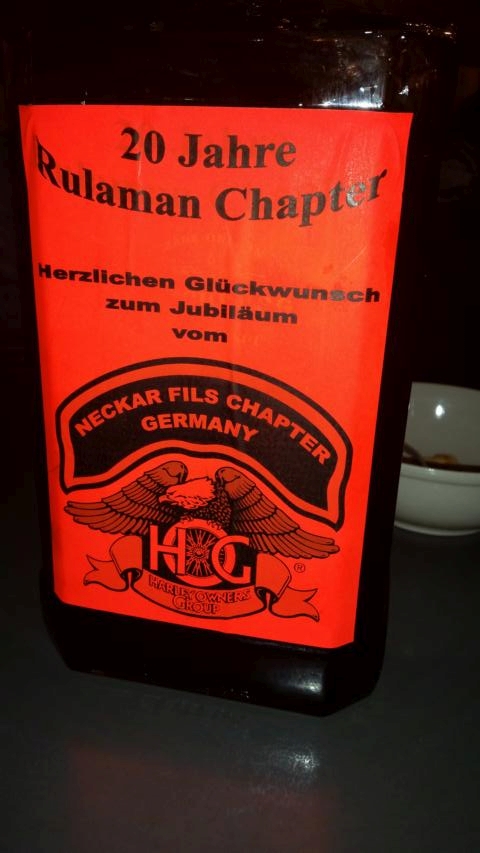 20 Jahre
Rulaman Chapter
Herzlichen Glückwunsch
zum Jubiläum
vom
NECKAR FILS CHAPTER
GERMANY
HOG ®
HARLEY OWNERS
GROUP